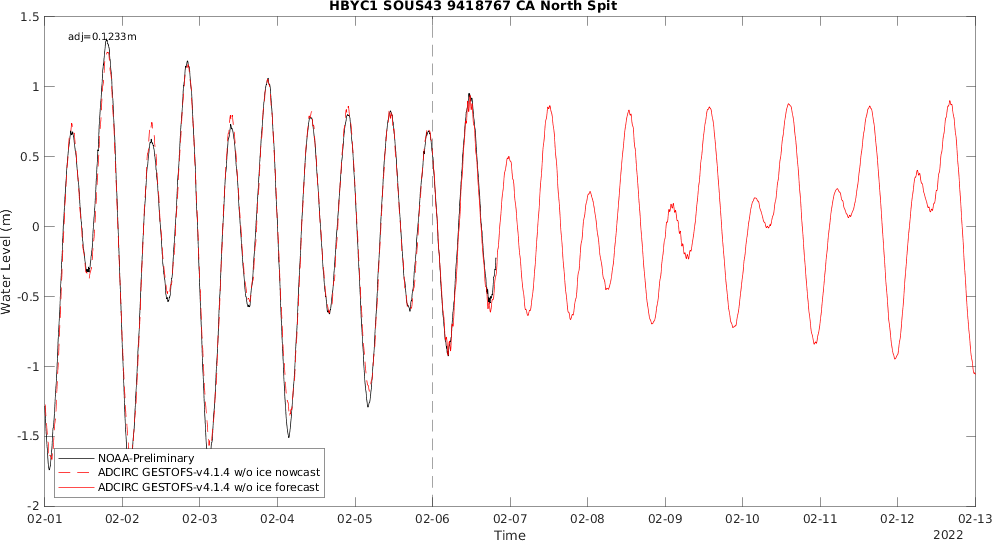 HBYC1 SOUS43 9418767 CA North Spit
adj=0.1233m
1.5
1
0.5
0
-0.5
-1
-1.5
-2
Water Level (m)
NOAA-Preliminary
ADCIRC GESTOFS-v4.1.4 w/o ice nowcast
ADCIRC GESTOFS-v4.1.4 w/o ice forecast
02-01 02-02 02-03 02-04 02-05 02-06 02-07 02-08 02-09 02-10 02-11 02-12 02-13
Time
2022